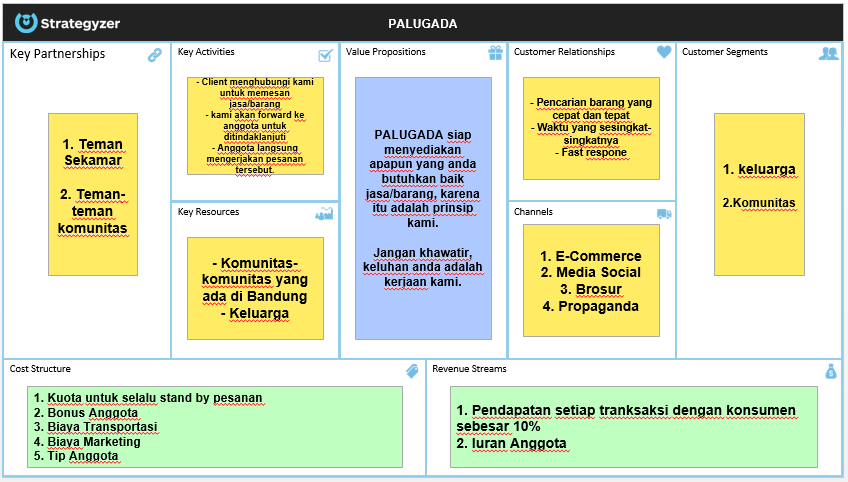 Strategyzer
PALUGADA
Key Partnerships
1. Teman
Sekamar
2. Teman-
teman
komunitas
Key Activities
- Client menghubungi kami
untuk memesan
jasa/barang
- kami akan forward ke
anggota untuk
ditindaklanjuti
- Anggota langsung
mengerjakan pesanan
tersebut.
Key Resources
- Komunitas-
komunitas yang
ada di Bandung
- Keluarga
Value Propositions
PALUGADA siap
menyediakan
apapun yang anda
butuhkan baik
jasa/barang, karena
itu adalah prinsip
kami.
Jangan khawatir,
keluhan anda adalah
kerjaan kami.
Customer Relationships
- Pencarian barang yang
cepat dan tepat
- Waktu yang sesingkat-
singkatnya
- Fast respone
Channels
1. E-Commerce
2. Media Social
3. Brosur
4. Propaganda
Customer Segments
1. keluarga
2.Komunitas
Cost Structure
1. Kuota untuk selalu stand by pesanan
2. Bonus Anggota
3. Biaya Transportasi
4. Biaya Marketing
5. Tip Anggota
Revenue Streams
1. Pendapatan setiap tranksaksi dengan konsumen
sebesar 10%
2. Iuran Anggota